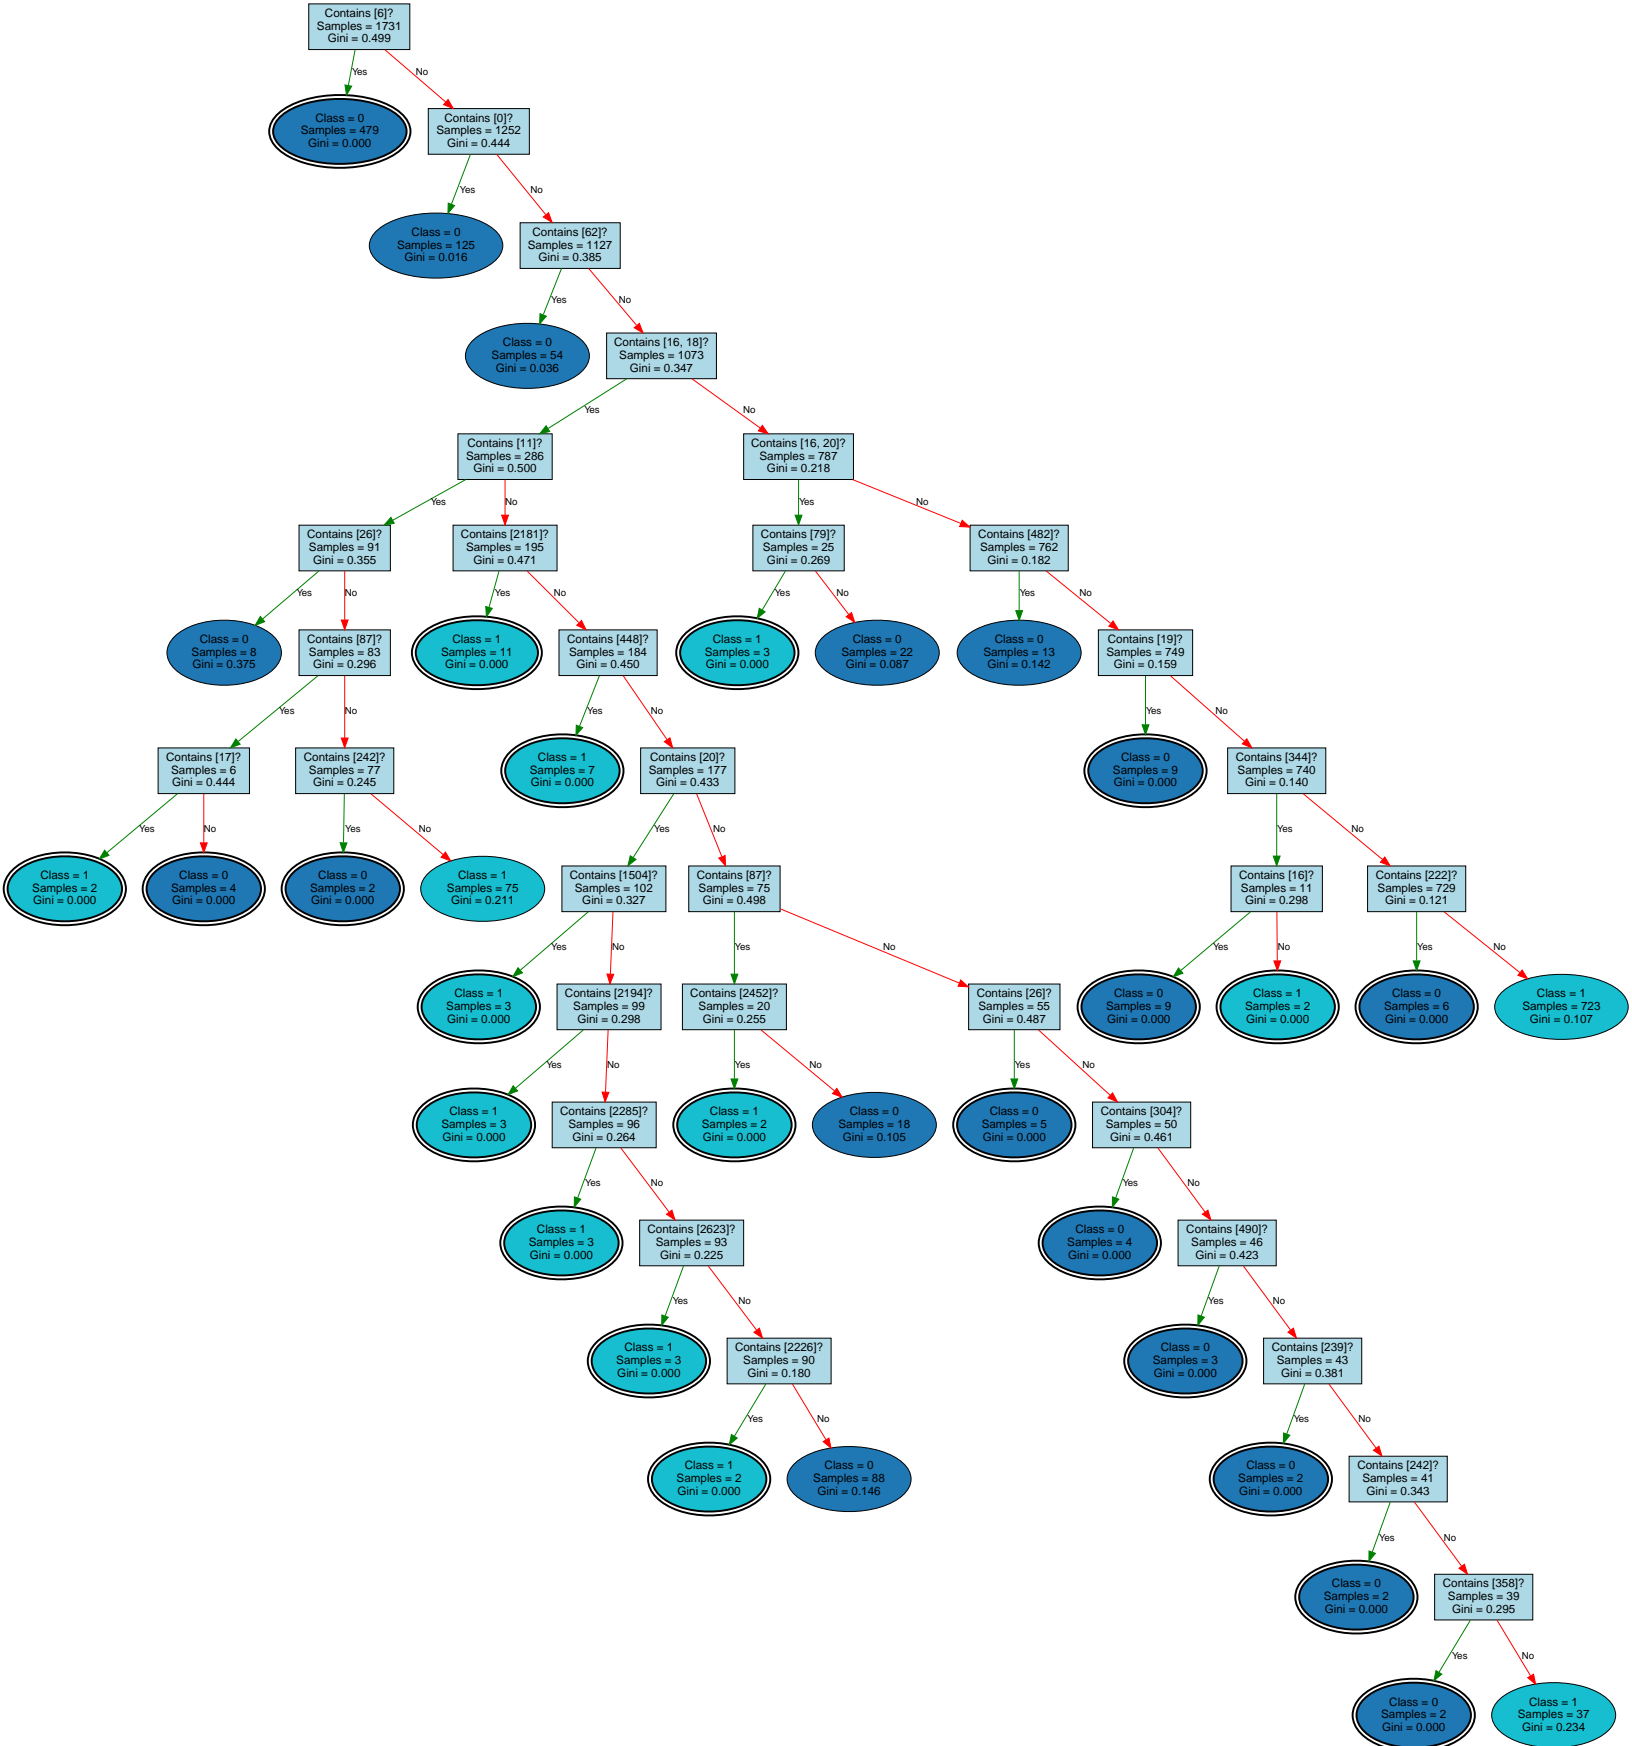 Contains [6]?
Samples = 1731
Gini = 0.499
Yes
No
Class = 0
Samples = 479
Gini = 0.000
Contains [0]?
Samples = 1252
Gini = 0.444
Yes
No
Class = 0
Samples = 125
Gini = 0.016
Contains [62]?
Samples = 1127
Gini = 0.385
Yes
No
Class = 0
Samples = 54
Gini = 0.036
Contains [16, 18]?
Samples = 1073
Gini = 0.347
Yes
No
Contains [11]?
Samples = 286
Gini = 0.500
Contains [16, 20]?
Samples = 787
Gini = 0.218
Yes
No
Yes
No
Contains [26]?
Samples = 91
Gini = 0.355
Contains [2181]?
Samples = 195
Gini = 0.471
Contains [79]?
Samples = 25
Gini = 0.269
Contains [482]?
Samples = 762
Gini = 0.182
Yes
No
Yes
No
Yes
No
Yes
No
Class = 0
Samples = 8
Gini = 0.375
Contains [87]?
Samples = 83
Gini = 0.296
Class = 1
Samples = 11
Gini = 0.000
Contains [448]?
Samples = 184
Gini = 0.450
Class = 1
Samples = 3
Gini = 0.000
Class = 0
Samples = 22
Gini = 0.087
Class = 0
Samples = 13
Gini = 0.142
Contains [19]?
Samples = 749
Gini = 0.159
Yes
No
Yes
No
Yes
No
Contains [17]?
Samples = 6
Gini = 0.444
Contains [242]?
Samples = 77
Gini = 0.245
Class = 1
Samples = 7
Gini = 0.000
Contains [20]?
Samples = 177
Gini = 0.433
Class = 0
Samples = 9
Gini = 0.000
Contains [344]?
Samples = 740
Gini = 0.140
Yes
No
Yes
No
Yes
No
Yes
No
Class = 1
Samples = 2
Gini = 0.000
Class = 0
Samples = 4
Gini = 0.000
Class = 0
Samples = 2
Gini = 0.000
Class = 1
Samples = 75
Gini = 0.211
Contains [1504]?
Samples = 102
Gini = 0.327
Contains [87]?
Samples = 75
Gini = 0.498
Contains [16]?
Samples = 11
Gini = 0.298
Contains [222]?
Samples = 729
Gini = 0.121
Yes
No
Yes
No
Yes
No
Yes
No
Class = 1
Samples = 3
Gini = 0.000
Contains [2194]?
Samples = 99
Gini = 0.298
Contains [2452]?
Samples = 20
Gini = 0.255
Contains [26]?
Samples = 55
Gini = 0.487
Class = 0
Samples = 9
Gini = 0.000
Class = 1
Samples = 2
Gini = 0.000
Class = 0
Samples = 6
Gini = 0.000
Class = 1
Samples = 723
Gini = 0.107
Yes
No
Yes
No
Yes
No
Class = 1
Samples = 3
Gini = 0.000
Contains [2285]?
Samples = 96
Gini = 0.264
Class = 1
Samples = 2
Gini = 0.000
Class = 0
Samples = 18
Gini = 0.105
Class = 0
Samples = 5
Gini = 0.000
Contains [304]?
Samples = 50
Gini = 0.461
Yes
No
Yes
No
Class = 1
Samples = 3
Gini = 0.000
Contains [2623]?
Samples = 93
Gini = 0.225
Class = 0
Samples = 4
Gini = 0.000
Contains [490]?
Samples = 46
Gini = 0.423
Yes
No
Yes
No
Class = 1
Samples = 3
Gini = 0.000
Contains [2226]?
Samples = 90
Gini = 0.180
Class = 0
Samples = 3
Gini = 0.000
Contains [239]?
Samples = 43
Gini = 0.381
Yes
No
Yes
No
Class = 1
Samples = 2
Gini = 0.000
Class = 0
Samples = 88
Gini = 0.146
Class = 0
Samples = 2
Gini = 0.000
Contains [242]?
Samples = 41
Gini = 0.343
Yes
No
Class = 0
Samples = 2
Gini = 0.000
Contains [358]?
Samples = 39
Gini = 0.295
Yes
No
Class = 0
Samples = 2
Gini = 0.000
Class = 1
Samples = 37
Gini = 0.234